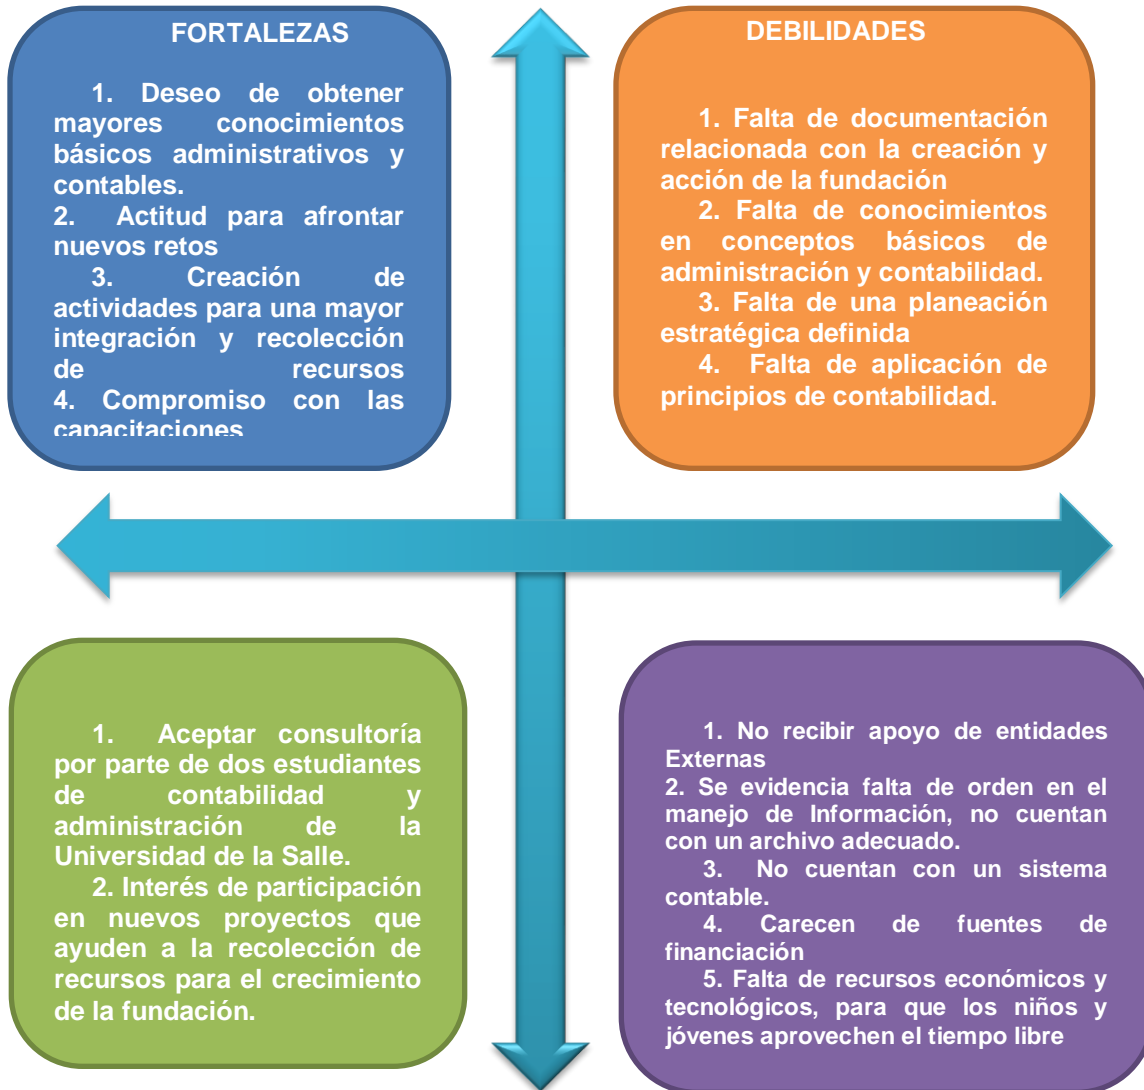 FORTALEZAS
1. Deseo de obtener
mayores conocimientos
básicos administrativos y
contables.
2. Actitud para afrontar
nuevos retos
3. Creación de
actividades para una mayor
integración y recolección
de recursos
4. Compromiso con las
capacitaciones
DEBILIDADES
1. Falta de documentación
relacionada con la creación y
acción de la fundación
2. Falta de conocimientos
en conceptos básicos de
administración y contabilidad.
3. Falta de una planeación
estratégica definida
4. Falta de aplicación de
principios de contabilidad.
1. Aceptar consultoría
por parte de dos estudiantes
de contabilidad y
administración de la
Universidad de la Salle.
2. Interés de participación
en nuevos proyectos que
ayuden a la recolección de
recursos para el crecimiento
de la fundación.
1. No recibir apoyo de entidades
Externas
2. Se evidencia falta de orden en el
manejo de Información, no cuentan
con un archivo adecuado.
3. No cuentan con un sistema
contable.
4. Carecen de fuentes de
financiación
5. Falta de recursos económicos y
tecnológicos, para que los niños y
jóvenes aprovechen el tiempo libre